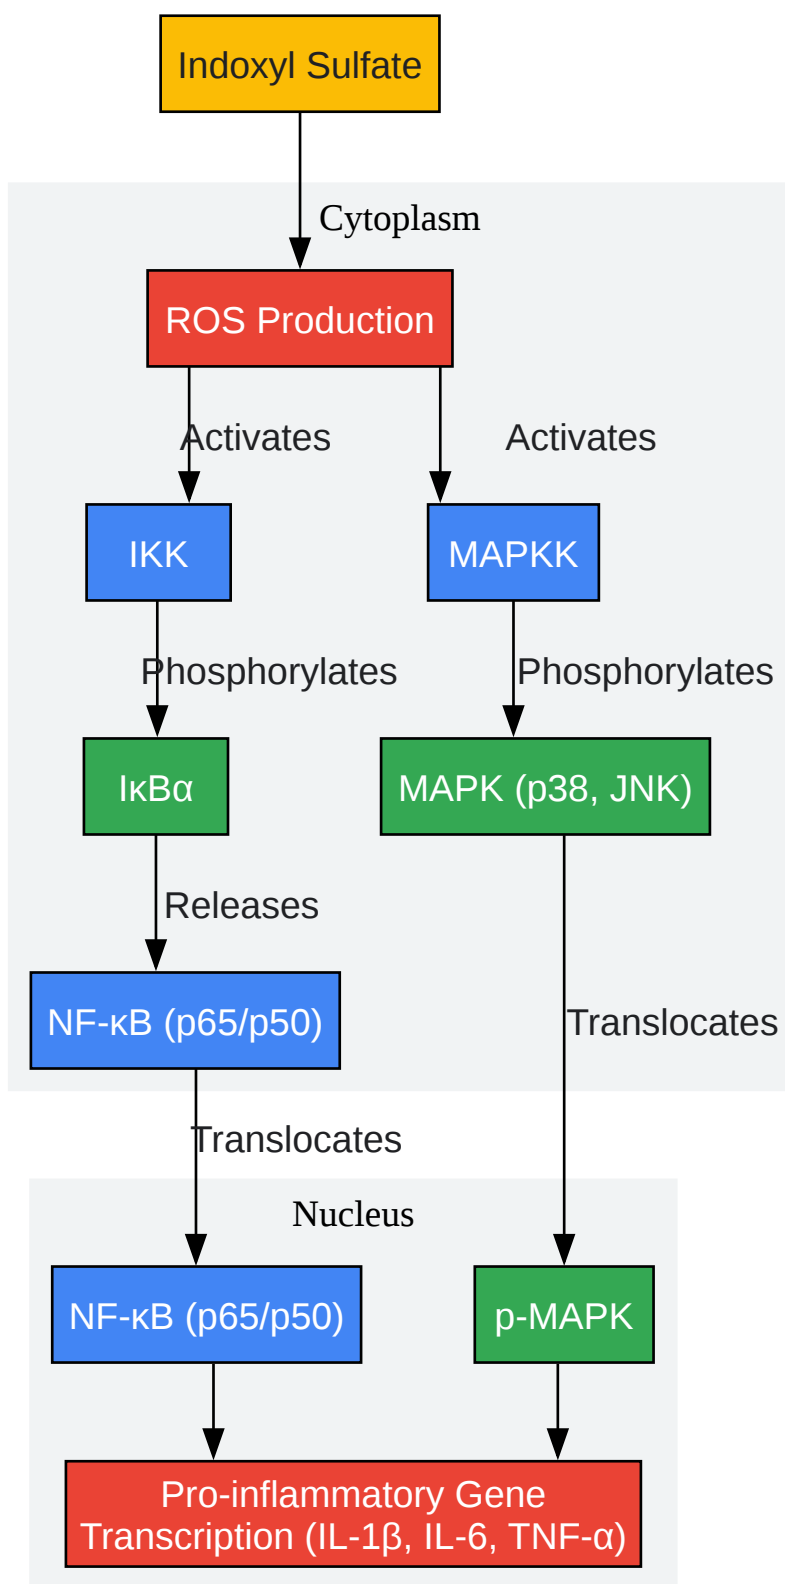 Indoxyl Sulfate
Cytoplasm
ROS Production
Activates
Activates
IKK
MAPKK
Phosphorylates
Phosphorylates
IκBα
MAPK (p38, JNK)
Releases
NF-κB (p65/p50)
Translocates
Translocates
Nucleus
NF-κB (p65/p50)
p-MAPK
Pro-inflammatory Gene
Transcription (IL-1β, IL-6, TNF-α)